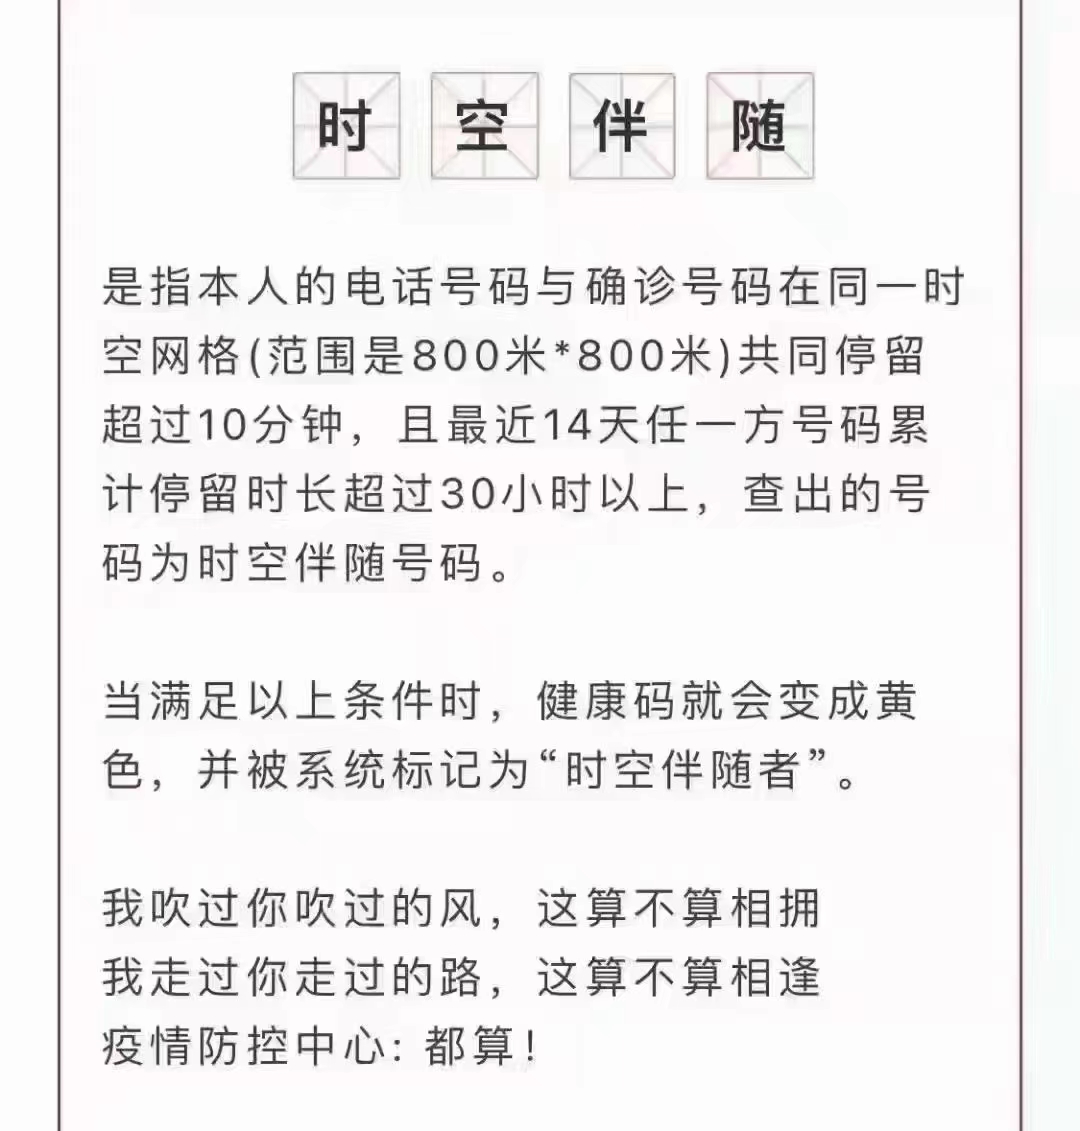 时空伴随
是指本人的电话号码与确诊号码在同一时
空网格(范围是800米*800米)共同停留
超过10分钟，且最近14天任一方号码累
计停留时长超过30小时以上，查出的号
码为时空伴随号码。
当满足以上条件时，健康码就会变成黄
色，并被系统标记为“时空伴随者”。
我吹过你吹过的风，这算不算相拥
我走过你走过的路，这算不算相逢
疫情防控中心: 都算!